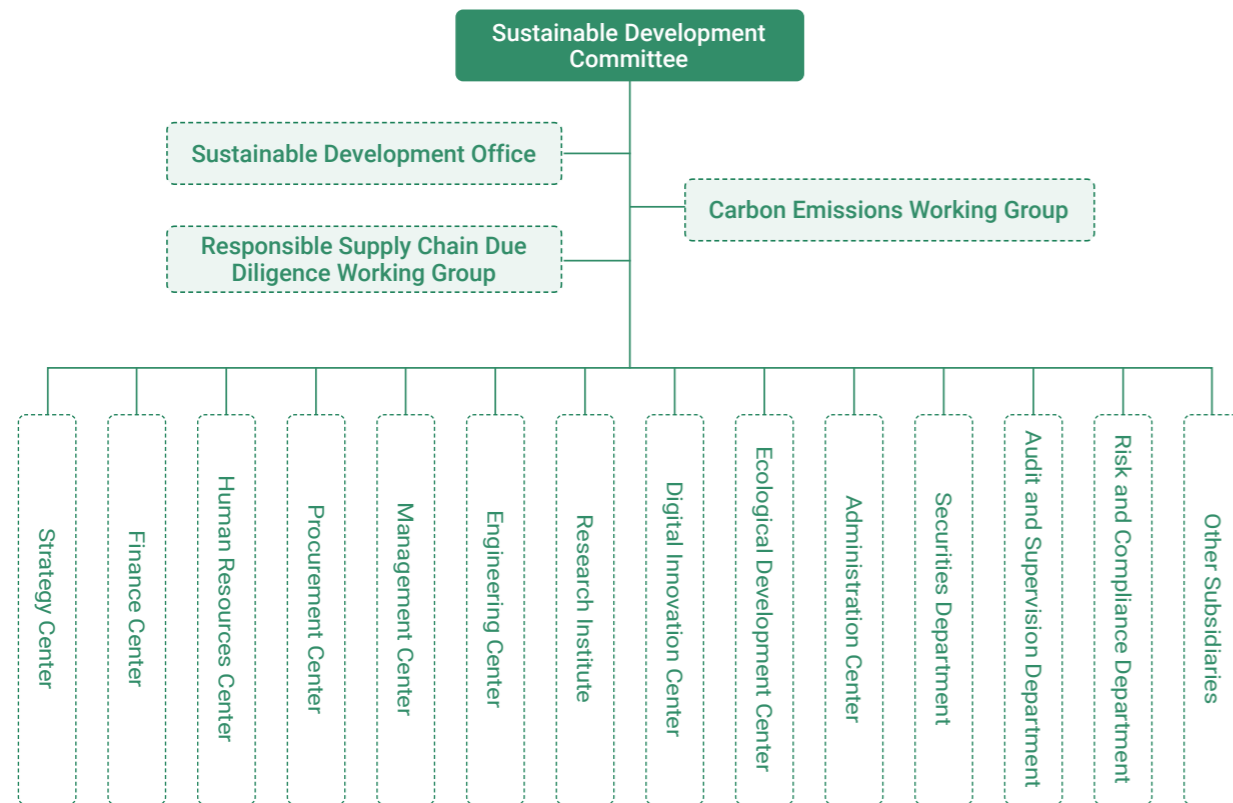 Sustainable Development
Committee
Sustainable Development Office
Carbon Emissions Working Group
Responsible Supply Chain Due
Diligence Working Group
Strategy Center
Finance Center
Human Resources Center
Procurement Center
Management Center
Engineering Center
Research Institute
Digital Innovation Center
Ecological Development Center
Administration Center
Securities Department
Audit and Supervision Department
Risk and Compliance Department
Other Subsidiaries